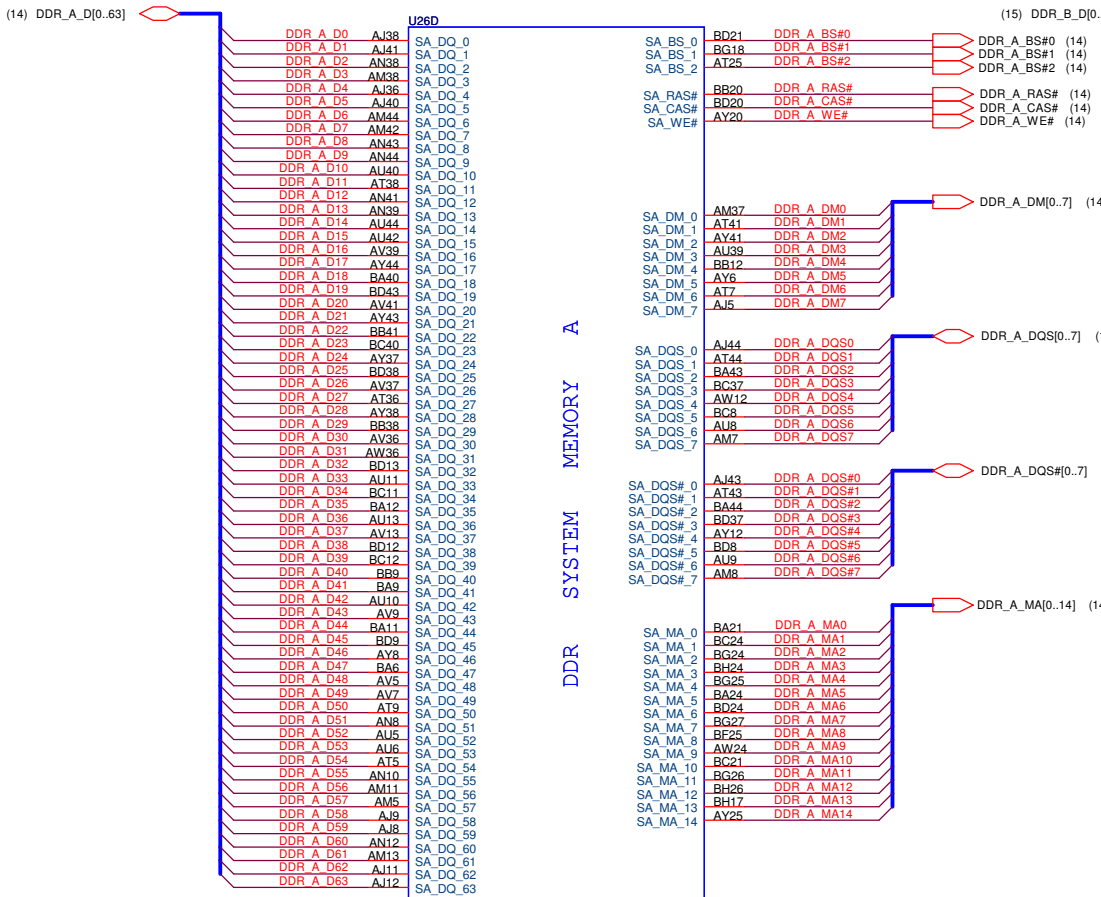 (14) DDR_A_D[0..63]
(15) DDR_B_D[0..
U26D
DDR_A_D0 AJ38 SA_DQ_0
DDR_A_D1 AJ41 SA_DQ_1
DDR_A_D2 AN38 SA_DQ_2
DDR_A_D3 AM38 SA_DQ_3
DDR_A_D4 AJ36 SA_DQ_4
DDR_A_D5 AJ40 SA_DQ_5
DDR_A_D6 AM44 SA_DQ_6
DDR_A_D7 AM42 SA_DQ_7
DDR_A_D8 AN43 SA_DQ_8
DDR_A_D9 AN44 SA_DQ_9
DDR_A_D10 AU40 SA_DQ_10
DDR_A_D11 AT38 SA_DQ_11
DDR_A_D12 AN41 SA_DQ_12
DDR_A_D13 AN39 SA_DQ_13
DDR_A_D14 AU44 SA_DQ_14
DDR_A_D15 AU42 SA_DQ_15
DDR_A_D16 AV39 SA_DQ_16
DDR_A_D17 AY44 SA_DQ_17
DDR_A_D18 BA40 SA_DQ_18
DDR_A_D19 BD43 SA_DQ_19
DDR_A_D20 AV41 SA_DQ_20
DDR_A_D21 AY43 SA_DQ_21
DDR_A_D22 BB41 SA_DQ_22
DDR_A_D23 BC40 SA_DQ_23
DDR_A_D24 AY37 SA_DQ_24
DDR_A_D25 BD38 SA_DQ_25
DDR_A_D26 AV37 SA_DQ_26
DDR_A_D27 AT36 SA_DQ_27
DDR_A_D28 AY38 SA_DQ_28
DDR_A_D29 BB38 SA_DQ_29
DDR_A_D30 AV36 SA_DQ_30
DDR_A_D31 AW36 SA_DQ_31
DDR_A_D32 BD13 SA_DQ_32
DDR_A_D33 AU11 SA_DQ_33
DDR_A_D34 BC11 SA_DQ_34
DDR_A_D35 BA12 SA_DQ_35
DDR_A_D36 AU13 SA_DQ_36
DDR_A_D37 AV13 SA_DQ_37
DDR_A_D38 BD12 SA_DQ_38
DDR_A_D39 BC12 SA_DQ_39
DDR_A_D40 BB9 SA_DQ_40
DDR_A_D41 BA9 SA_DQ_41
DDR_A_D42 AU10 SA_DQ_42
DDR_A_D43 AV9 SA_DQ_43
DDR_A_D44 BA11 SA_DQ_44
DDR_A_D45 BD9 SA_DQ_45
DDR_A_D46 AY8 SA_DQ_46
DDR_A_D47 BA6 SA_DQ_47
DDR_A_D48 AV5 SA_DQ_48
DDR_A_D49 AV7 SA_DQ_49
DDR_A_D50 AT9 SA_DQ_50
DDR_A_D51 AN8 SA_DQ_51
DDR_A_D52 AU5 SA_DQ_52
DDR_A_D53 AU6 SA_DQ_53
DDR_A_D54 AT5 SA_DQ_54
DDR_A_D55 AN10 SA_DQ_55
DDR_A_D56 AM11 SA_DQ_56
DDR_A_D57 AM5 SA_DQ_57
DDR_A_D58 AJ9 SA_DQ_58
DDR_A_D59 AJ8 SA_DQ_59
DDR_A_D60 AN12 SA_DQ_60
DDR_A_D61 AM13 SA_DQ_61
DDR_A_D62 AJ11 SA_DQ_62
DDR_A_D63 AJ12 SA_DQ_63
DDR SYSTEM MEMORY A
SA_BS_0 BD21 DDR_A_BS#0 DDR_A_BS#0 (14)
SA_BS_1 BG18 DDR_A_BS#1 DDR_A_BS#1 (14)
SA_BS_2 AT25 DDR_A_BS#2 DDR_A_BS#2 (14)
SA_RAS# BB20 DDR_A_RAS# DDR_A_RAS# (14)
SA_CAS# BD20 DDR_A_CAS# DDR_A_CAS# (14)
SA_WE# AY20 DDR_A_WE# DDR_A_WE# (14)
DDR_A_DM[0..7] (14
SA_DM_0 AM37 DDR_A_DM0
SA_DM_1 AT41 DDR_A_DM1
SA_DM_2 AY41 DDR_A_DM2
SA_DM_3 AU39 DDR_A_DM3
SA_DM_4 BB12 DDR_A_DM4
SA_DM_5 AY6 DDR_A_DM5
SA_DM_6 AT7 DDR_A_DM6
SA_DM_7 AJ5 DDR_A_DM7
DDR_A_DQS[0..7] (1
SA_DQS_0 AJ44 DDR_A_DQS0
SA_DQS_1 AT44 DDR_A_DQS1
SA_DQS_2 BA43 DDR_A_DQS2
SA_DQS_3 BC37 DDR_A_DQS3
SA_DQS_4 AW12 DDR_A_DQS4
SA_DQS_5 BC8 DDR_A_DQS5
SA_DQS_6 AU8 DDR_A_DQS6
SA_DQS_7 AM7 DDR_A_DQS7
DDR_A_DQS#[0..7]
SA_DQS#_0 AJ43 DDR_A_DQS#0
SA_DQS#_1 AT43 DDR_A_DQS#1
SA_DQS#_2 BA44 DDR_A_DQS#2
SA_DQS#_3 BD37 DDR_A_DQS#3
SA_DQS#_4 AY12 DDR_A_DQS#4
SA_DQS#_5 BD8 DDR_A_DQS#5
SA_DQS#_6 AU9 DDR_A_DQS#6
SA_DQS#_7 AM8 DDR_A_DQS#7
DDR_A_MA[0..14] (14
SA_MA_0 BA21 DDR_A_MA0
SA_MA_1 BC24 DDR_A_MA1
SA_MA_2 BG24 DDR_A_MA2
SA_MA_3 BH24 DDR_A_MA3
SA_MA_4 BG25 DDR_A_MA4
SA_MA_5 BA24 DDR_A_MA5
SA_MA_6 BD24 DDR_A_MA6
SA_MA_7 BG27 DDR_A_MA7
SA_MA_8 BF25 DDR_A_MA8
SA_MA_9 AW24 DDR_A_MA9
SA_MA_10 BC21 DDR_A_MA10
SA_MA_11 BG26 DDR_A_MA11
SA_MA_12 BH26 DDR_A_MA12
SA_MA_13 BH17 DDR_A_MA13
SA_MA_14 AY25 DDR_A_MA14